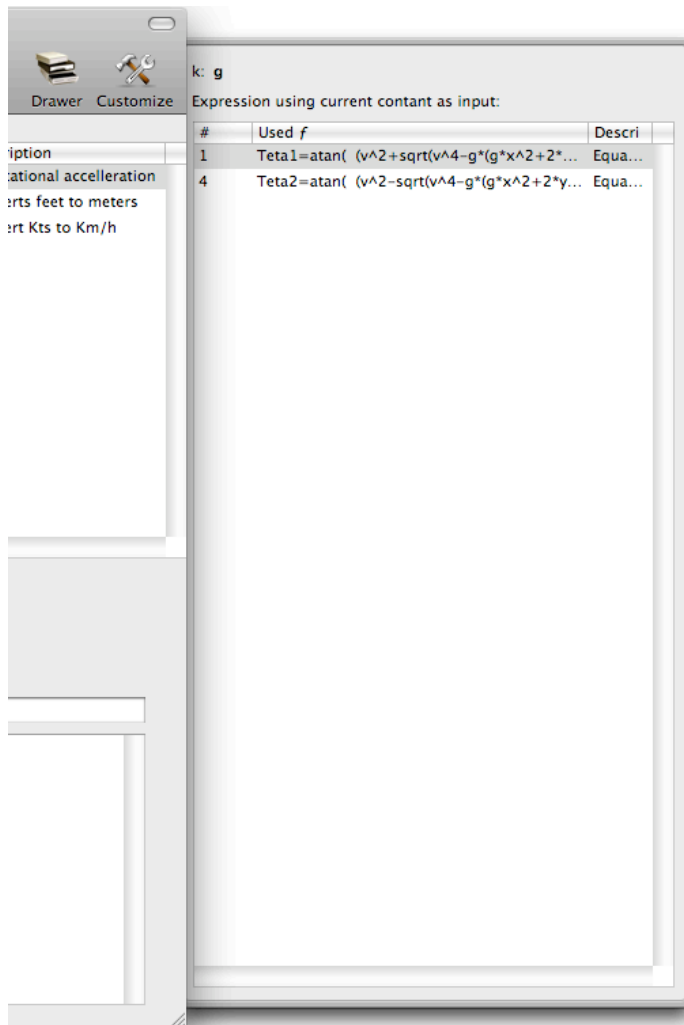 Drawer Customize
ription
ational accelleration
erts feet to meters
ert Kts to Km/h
k: g
Expression using current contant as input:
# Used f Descri
1 Teta1=atan( (v^2+sqrt(v^4-g*(g*x^2+2*... Equa...
4 Teta2=atan( (v^2-sqrt(v^4-g*(g*x^2+2*y... Equa...